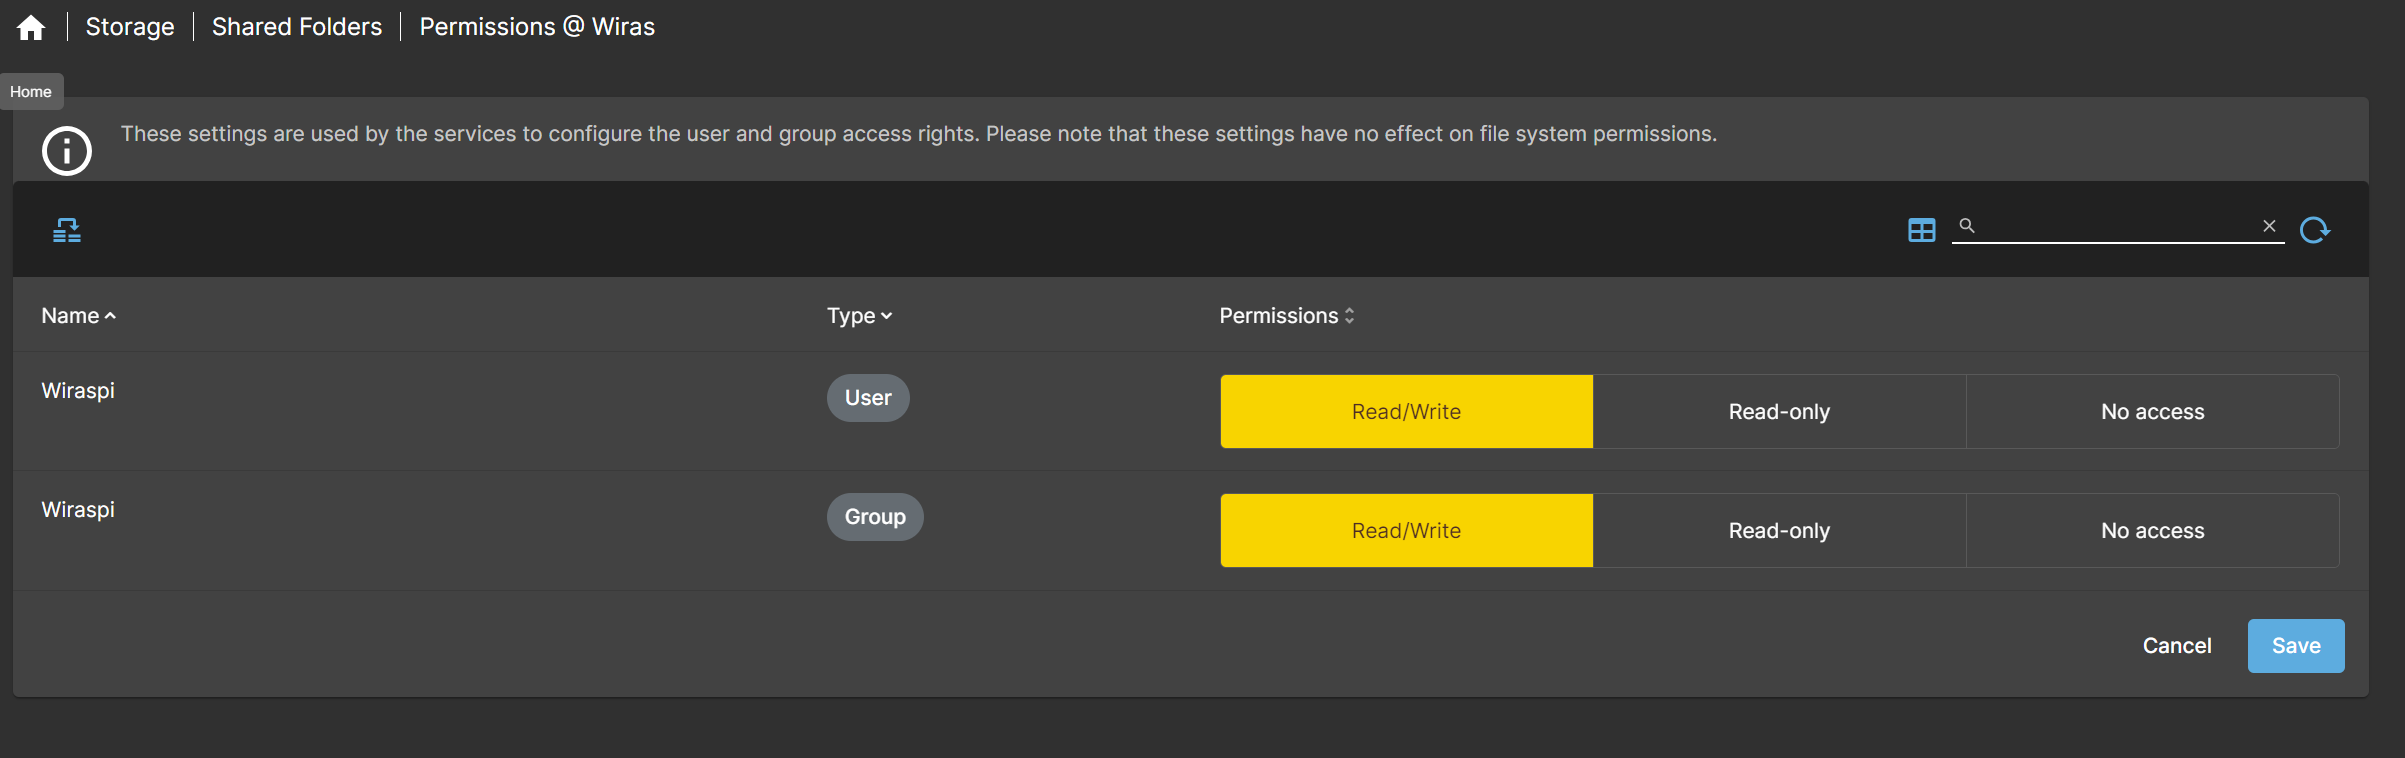 Storage | Shared Folders | Permissions @ Wiras
Home
These settings are used by the services to configure the user and group access rights. Please note that these settings have no effect on file system permissions.
Name Type Permissions
Wiraspi User Read/Write Read-only No access
Wiraspi Group Read/Write Read-only No access
Cancel Save